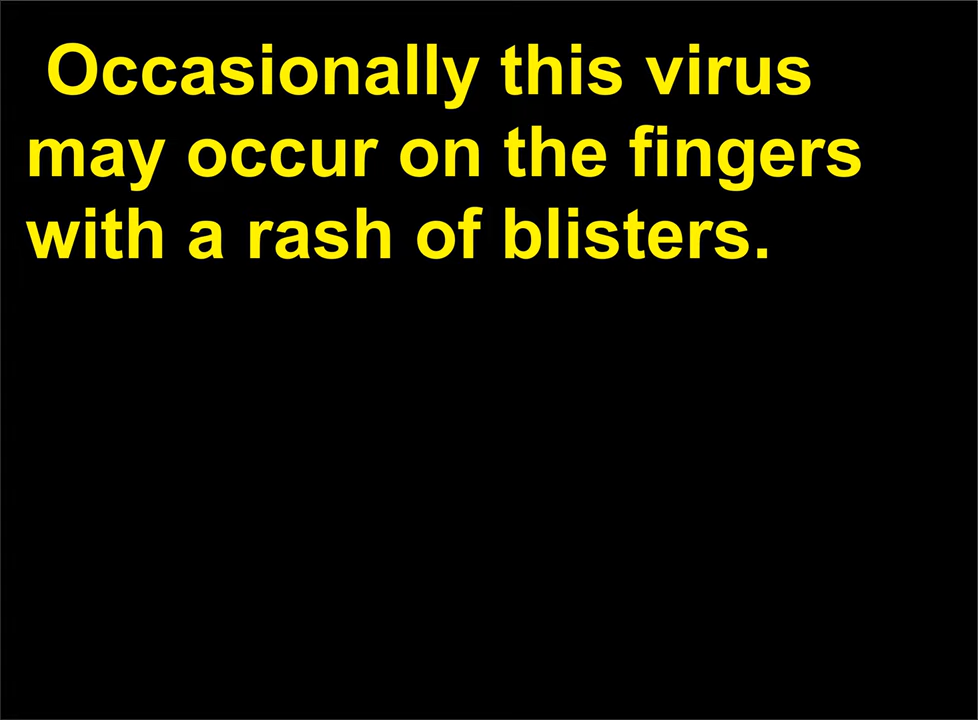 Occasionally this virus
may occur on the fingers
with a rash of blisters.